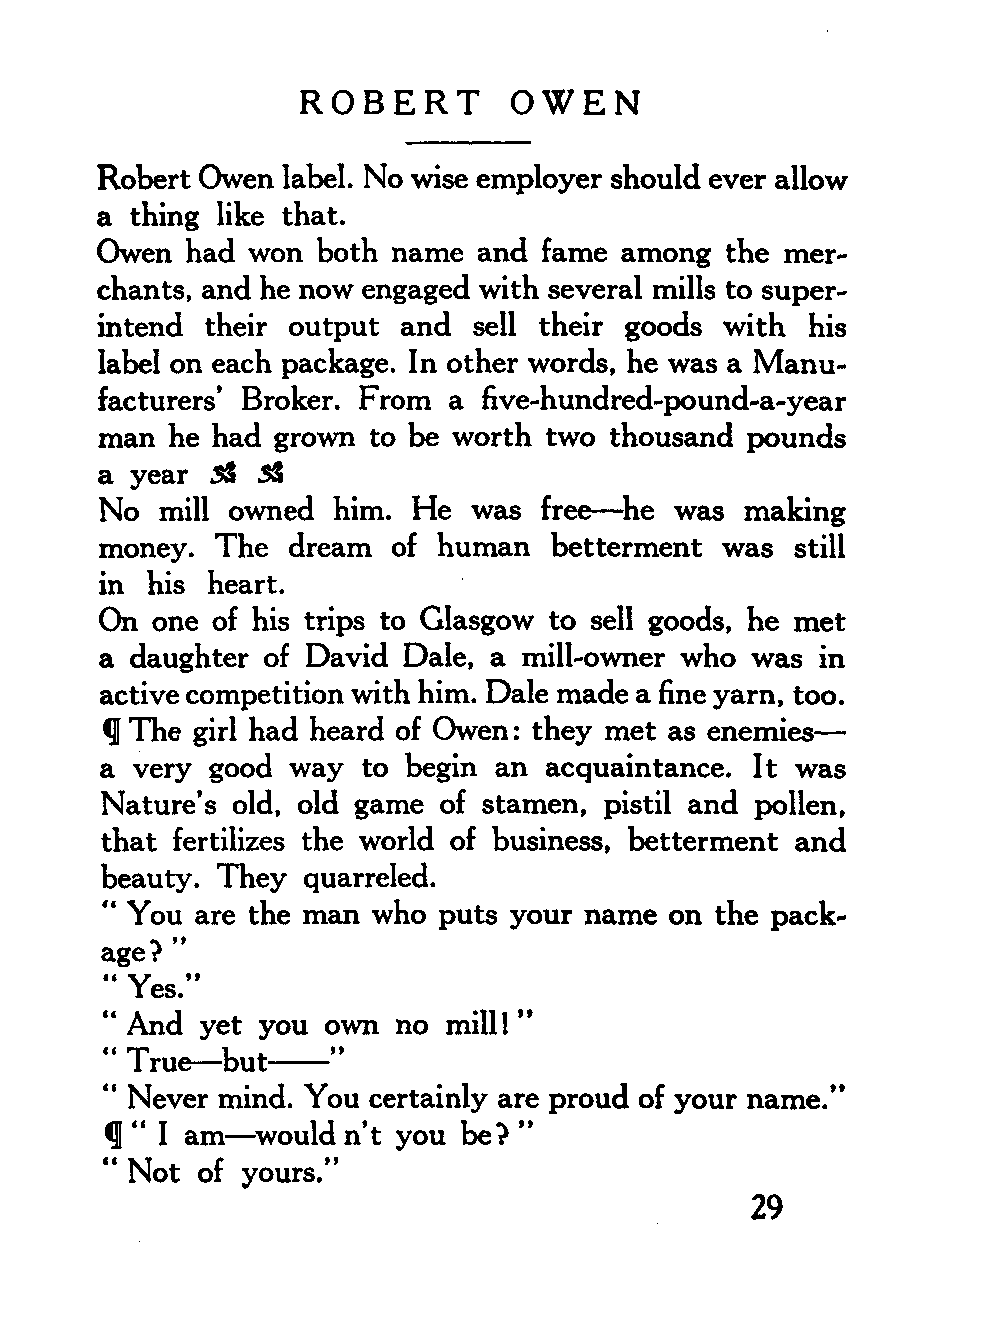 ROBERT OWEN
Robert Owen label. No wise employer should ever allow
a thing like that.
Owen had won both name and fame among the mer-
chants, and he now engaged with several mills to super-
intend their output and sell their goods with his
label on each package. In other words, he was a Manu-
facturers' Broker. From a five-hundred-pound-a-year
man he had grown to be worth two thousand pounds
a year
No mill owned him. He was free—he was making
money. The dream of human betterment was still
in his heart.
On one of his trips to Glasgow to sell goods, he met
a daughter of David Dale, a mill-owner who was in
active competition with him. Dale made a fine yarn, too.
¶ The girl had heard of Owen: they met as enemies—
a very good way to begin an acquaintance. It was
Nature's old, old game of stamen, pistil and pollen,
that fertilizes the world of business, betterment and
beauty. They quarreled.
“ You are the man who puts your name on the pack-
age? ”
“ Yes.”
“ And yet you own no mill! ”
“ True—but——”
“ Never mind. You certainly are proud of your name.”
¶ “ I am—would n't you be? ”
“ Not of yours.”
29